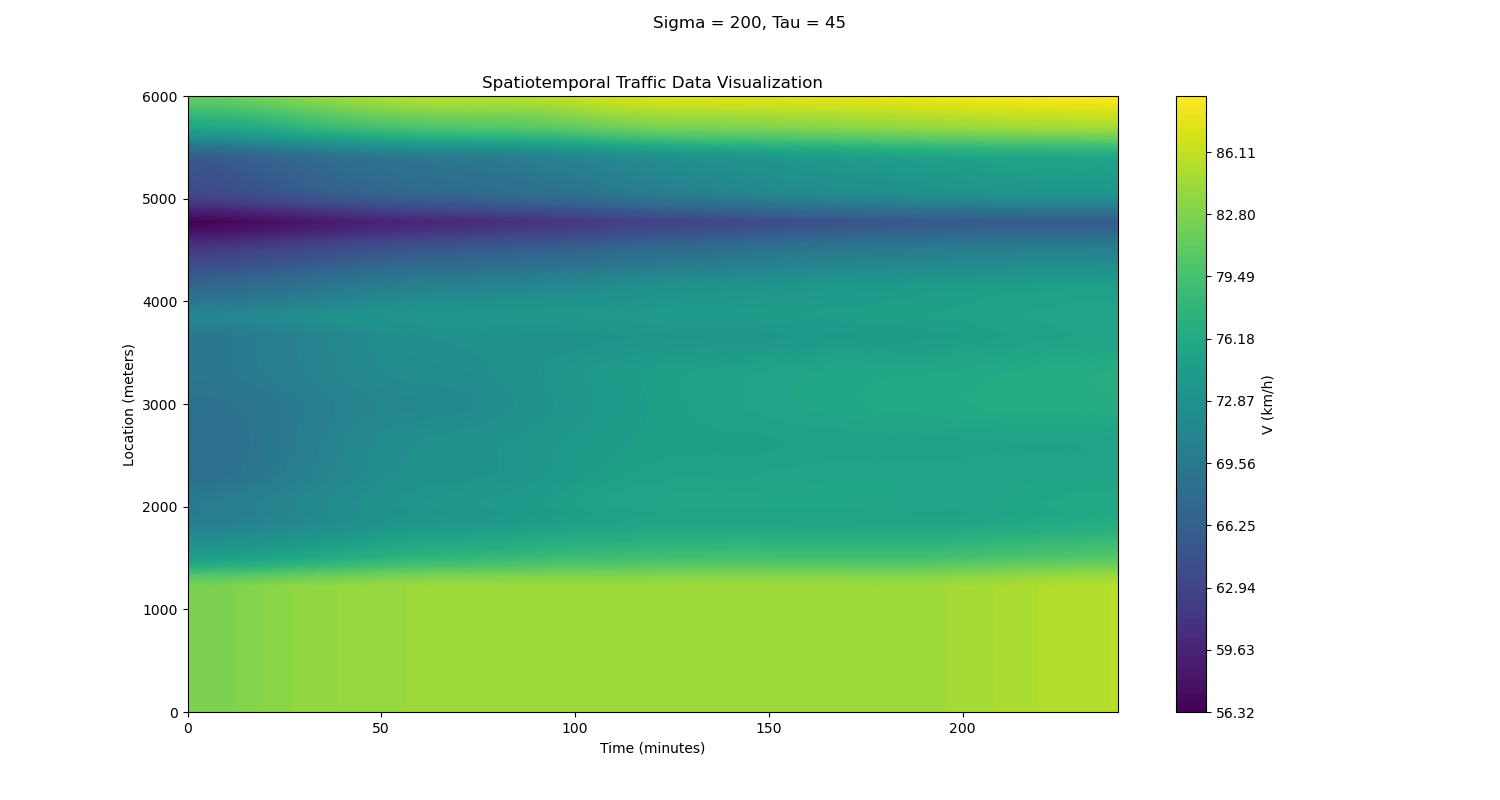 Sigma = 200, Tau = 45
Spatiotemporal Traffic Data Visualization
6000
5000
4000
3000
2000
1000
0
Location (meters)
0 50 100 150 200
Time (minutes)
86.11
82.80
79.49
76.18
72.87
69.56
66.25
62.94
59.63
56.32
V (km/h)